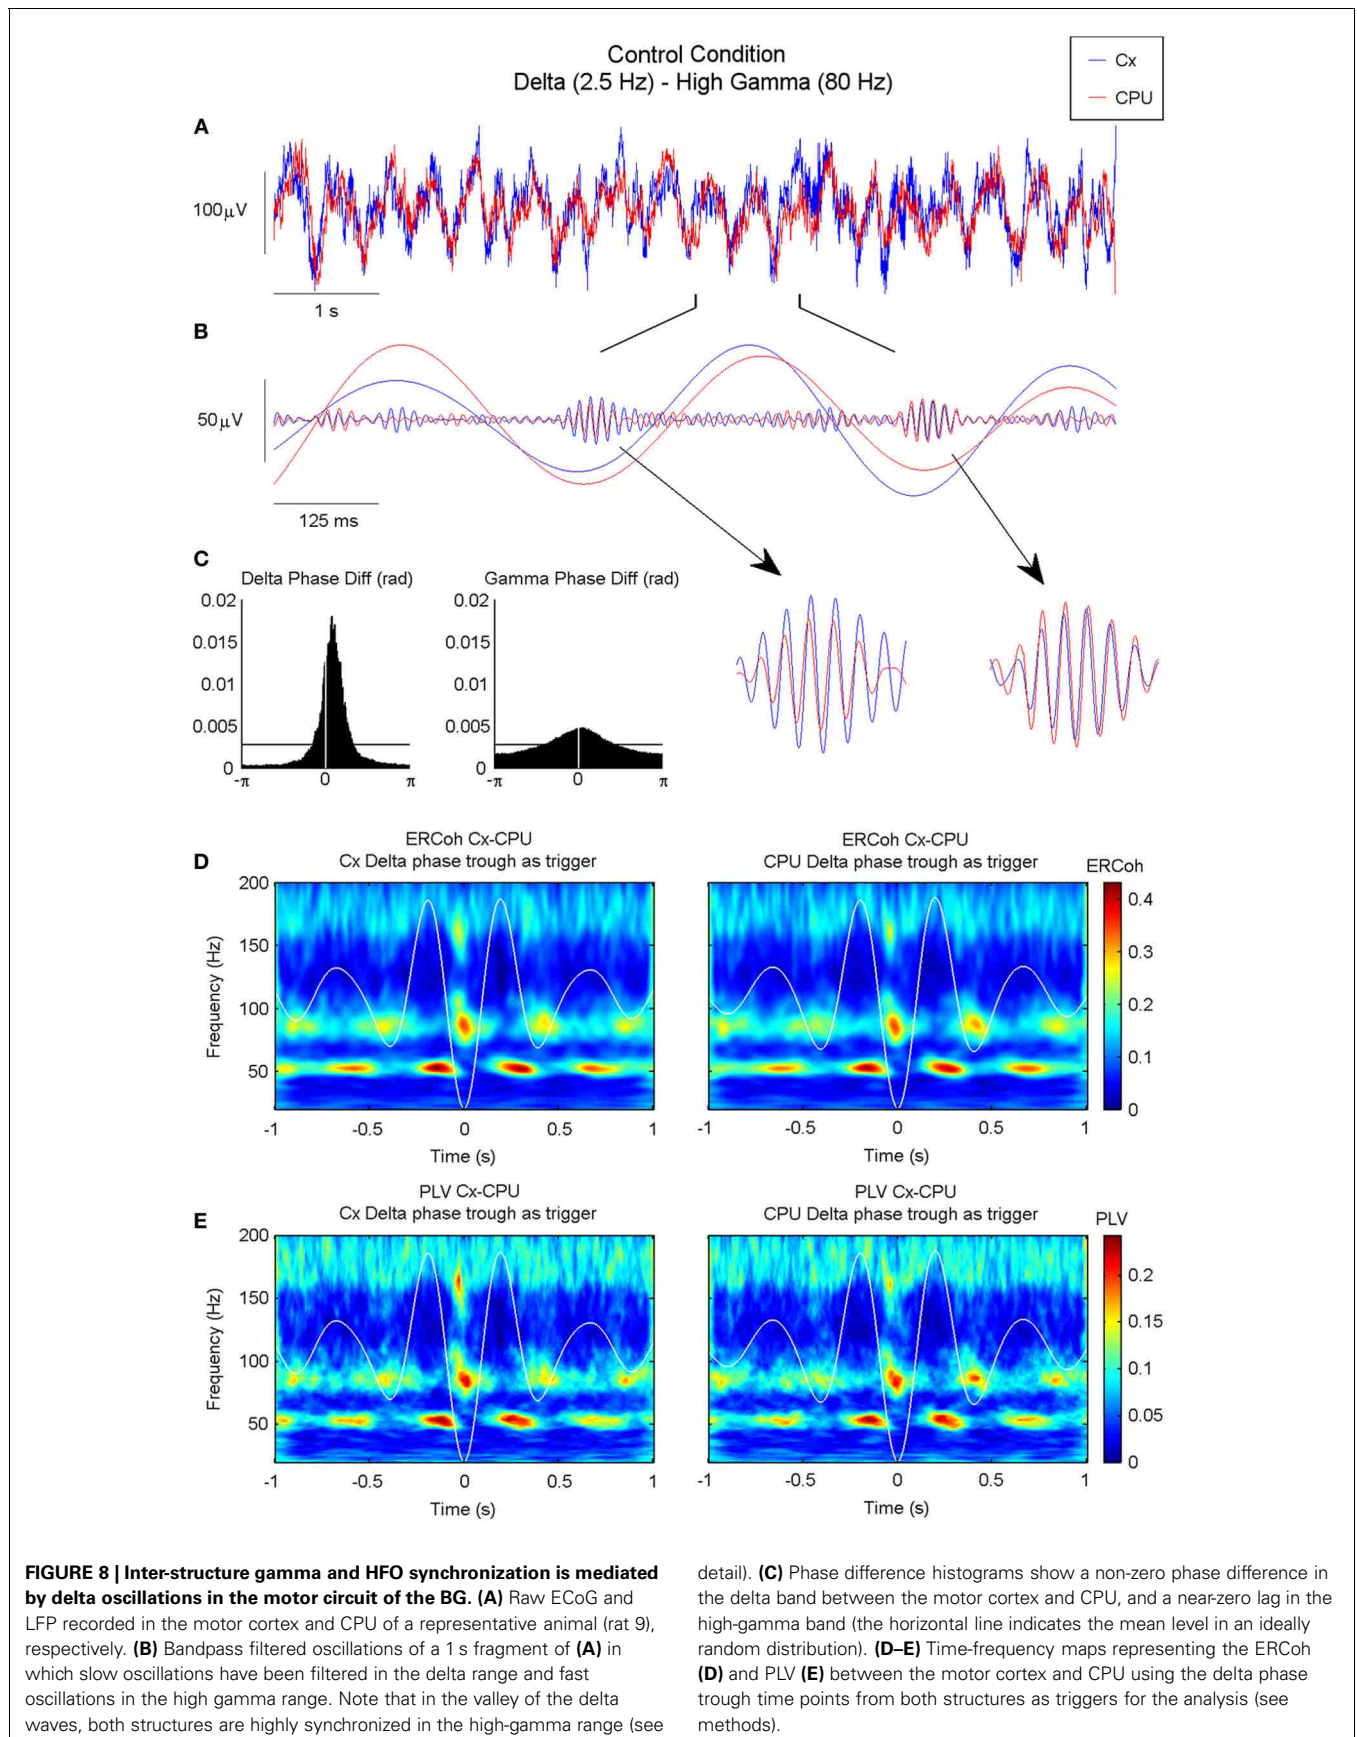 Control Condition
Delta (2.5 Hz) - High Gamma (80 Hz)
Cx
CPU
A
100 μV
1 s
B
50 μV
125 ms
C
Delta Phase Diff (rad)
0.02
0.015
0.01
0.005
0
-π
0
π
Gamma Phase Diff (rad)
0.02
0.015
0.01
0.005
0
-π
0
π
D
ERCoh Cx-CPU
Cx Delta phase trough as trigger
200
150
100
50
Frequency (Hz)
-1
-0.5
0
0.5
1
Time (s)
ERCoh Cx-CPU
CPU Delta phase trough as trigger
-1
-0.5
0
0.5
1
Time (s)
ERCoh
0.4
0.3
0.2
0.1
0
E
PLV Cx-CPU
Cx Delta phase trough as trigger
200
150
100
50
Frequency (Hz)
-1
-0.5
0
0.5
1
Time (s)
PLV Cx-CPU
CPU Delta phase trough as trigger
-1
-0.5
0
0.5
1
Time (s)
PLV
0.2
0.15
0.1
0.05
0
FIGURE 8 | Inter-structure gamma and HFO synchronization is mediated
by delta oscillations in the motor circuit of the BG. (A) Raw ECoG and
LFP recorded in the motor cortex and CPU of a representative animal (rat 9),
respectively. (B) Bandpass filtered oscillations of a 1 s fragment of (A) in
which slow oscillations have been filtered in the delta range and fast
oscillations in the high gamma range. Note that in the valley of the delta
waves, both structures are highly synchronized in the high-gamma range (see
detail). (C) Phase difference histograms show a non-zero phase difference in
the delta band between the motor cortex and CPU, and a near-zero lag in the
high-gamma band (the horizontal line indicates the mean level in an ideally
random distribution). (D–E) Time-frequency maps representing the ERCoh
(D) and PLV (E) between the motor cortex and CPU using the delta phase
trough time points from both structures as triggers for the analysis (see
methods).